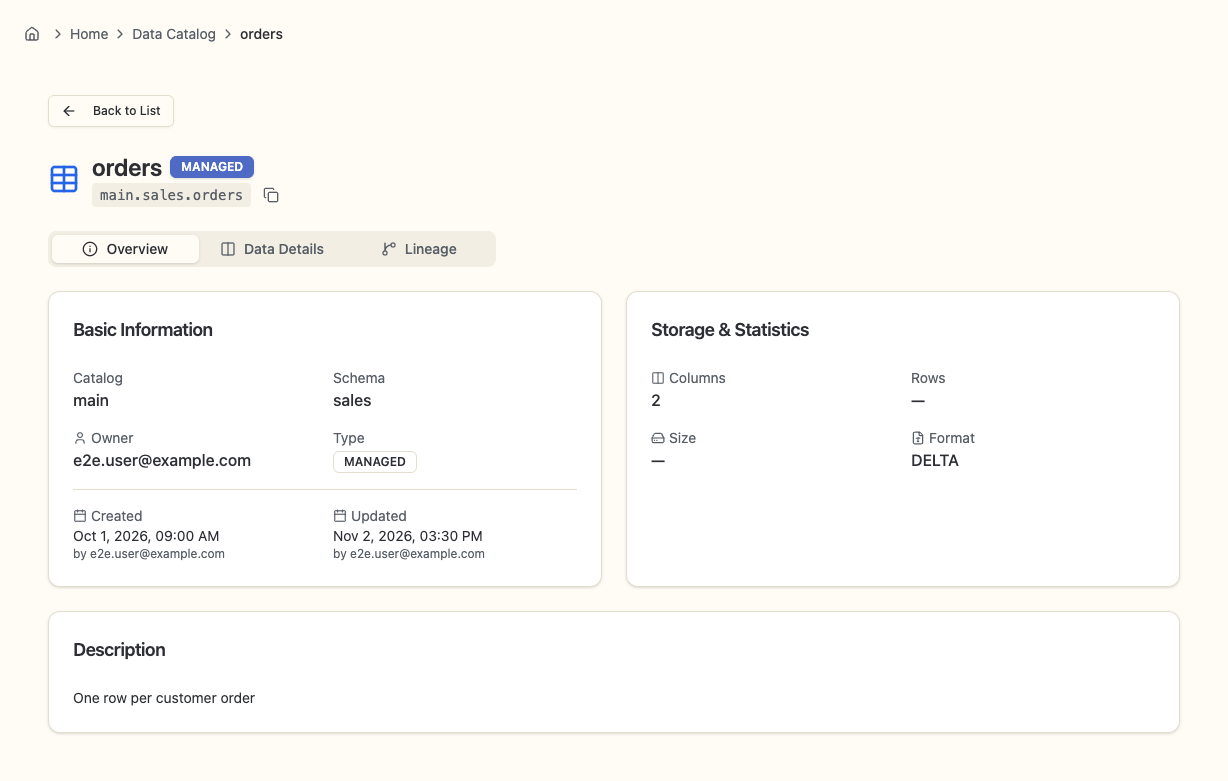 Home
Data Catalog
orders
Back to List
orders
MANAGED
main.sales.orders
Overview
Data Details
Lineage
Basic Information
Catalog
main
Schema
sales
Owner
e2e.user@example.com
Type
MANAGED
Created
Oct 1, 2026, 09:00 AM
by e2e.user@example.com
Updated
Nov 2, 2026, 03:30 PM
by e2e.user@example.com
Storage & Statistics
Columns
2
Rows
—
Size
—
Format
DELTA
Description
One row per customer order